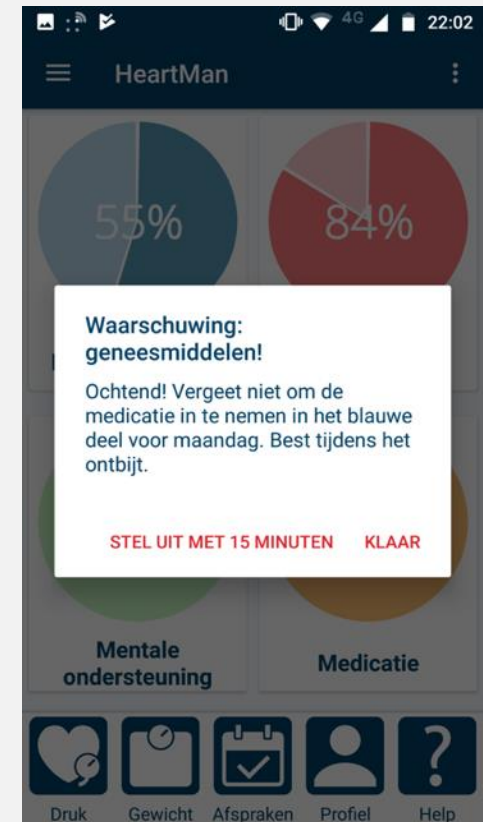 4G 22:02
HeartMan
55% 84%
Waarschuwing:
geneesmiddelen!
Ochtend! Vergeet niet om de
medicatie in te nemen in het blauwe
deel voor maandag. Best tijdens het
ontbijt.
STEL UIT MET 15 MINUTEN KLAAR
Mentale
ondersteuning
Medicatie
Druk Gewicht Afspraken Profiel Help